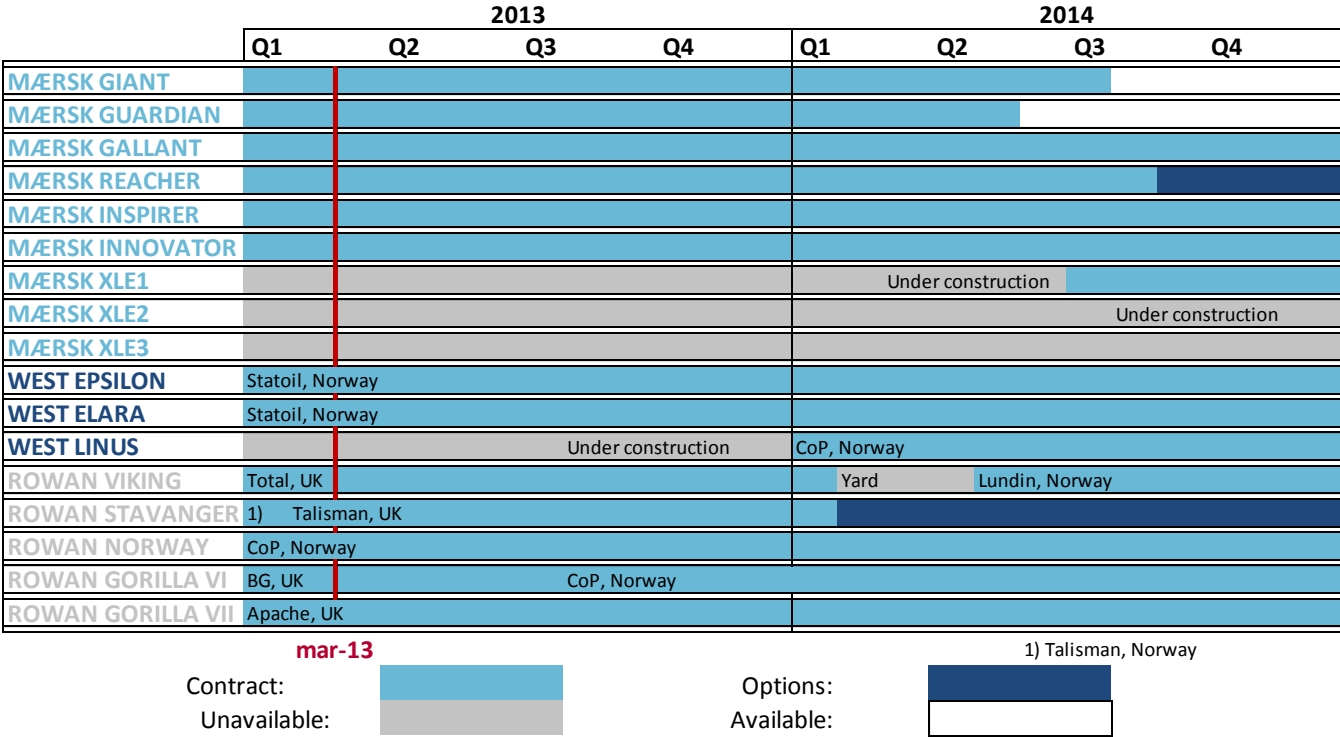 2013 2014
Q1 Q2 Q3 Q4 Q1 Q2 Q3 Q4
MÆRSK GIANT
MÆRSK GUARDIAN
MÆRSK GALLANT
MÆRSK REACHER
MÆRSK INSPIRER
MÆRSK INNOVATOR
MÆRSK XLE1 Under construction
MÆRSK XLE2 Under construction
MÆRSK XLE3
WEST EPSILON Statoil, Norway
WEST ELARA Statoil, Norway
WEST LINUS Under construction CoP, Norway
ROWAN VIKING Total, UK Yard Lundin, Norway
ROWAN STAVANGER 1) Talisman, UK
ROWAN NORWAY CoP, Norway
ROWAN GORILLA VI BG, UK CoP, Norway
ROWAN GORILLA VII Apache, UK
mar-13 1) Talisman, Norway
Contract: Options:
Unavailable: Available: